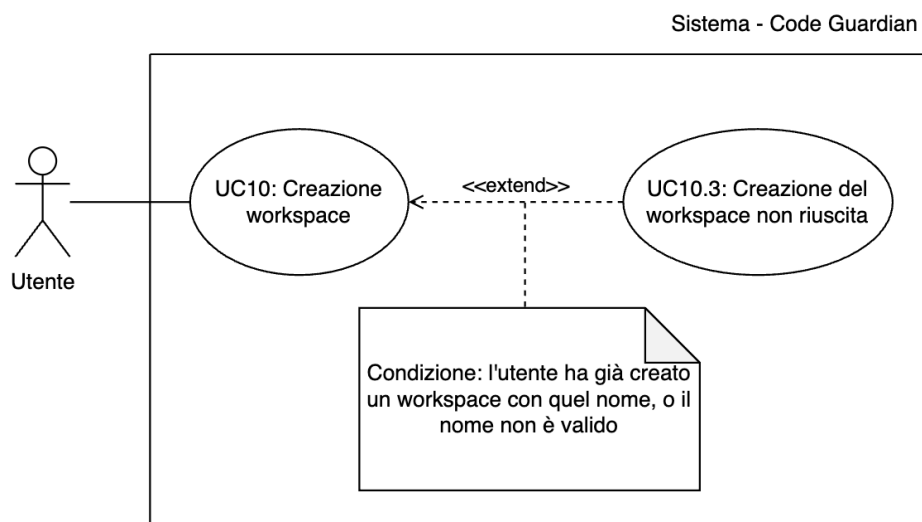 Sistema - Code Guardian
UC10: Creazione
workspace
<<extend>>
UC10.3: Creazione del
workspace non riuscita
Utente
Condizione: l'utente ha già creato
un workspace con quel nome, o il
nome non è valido